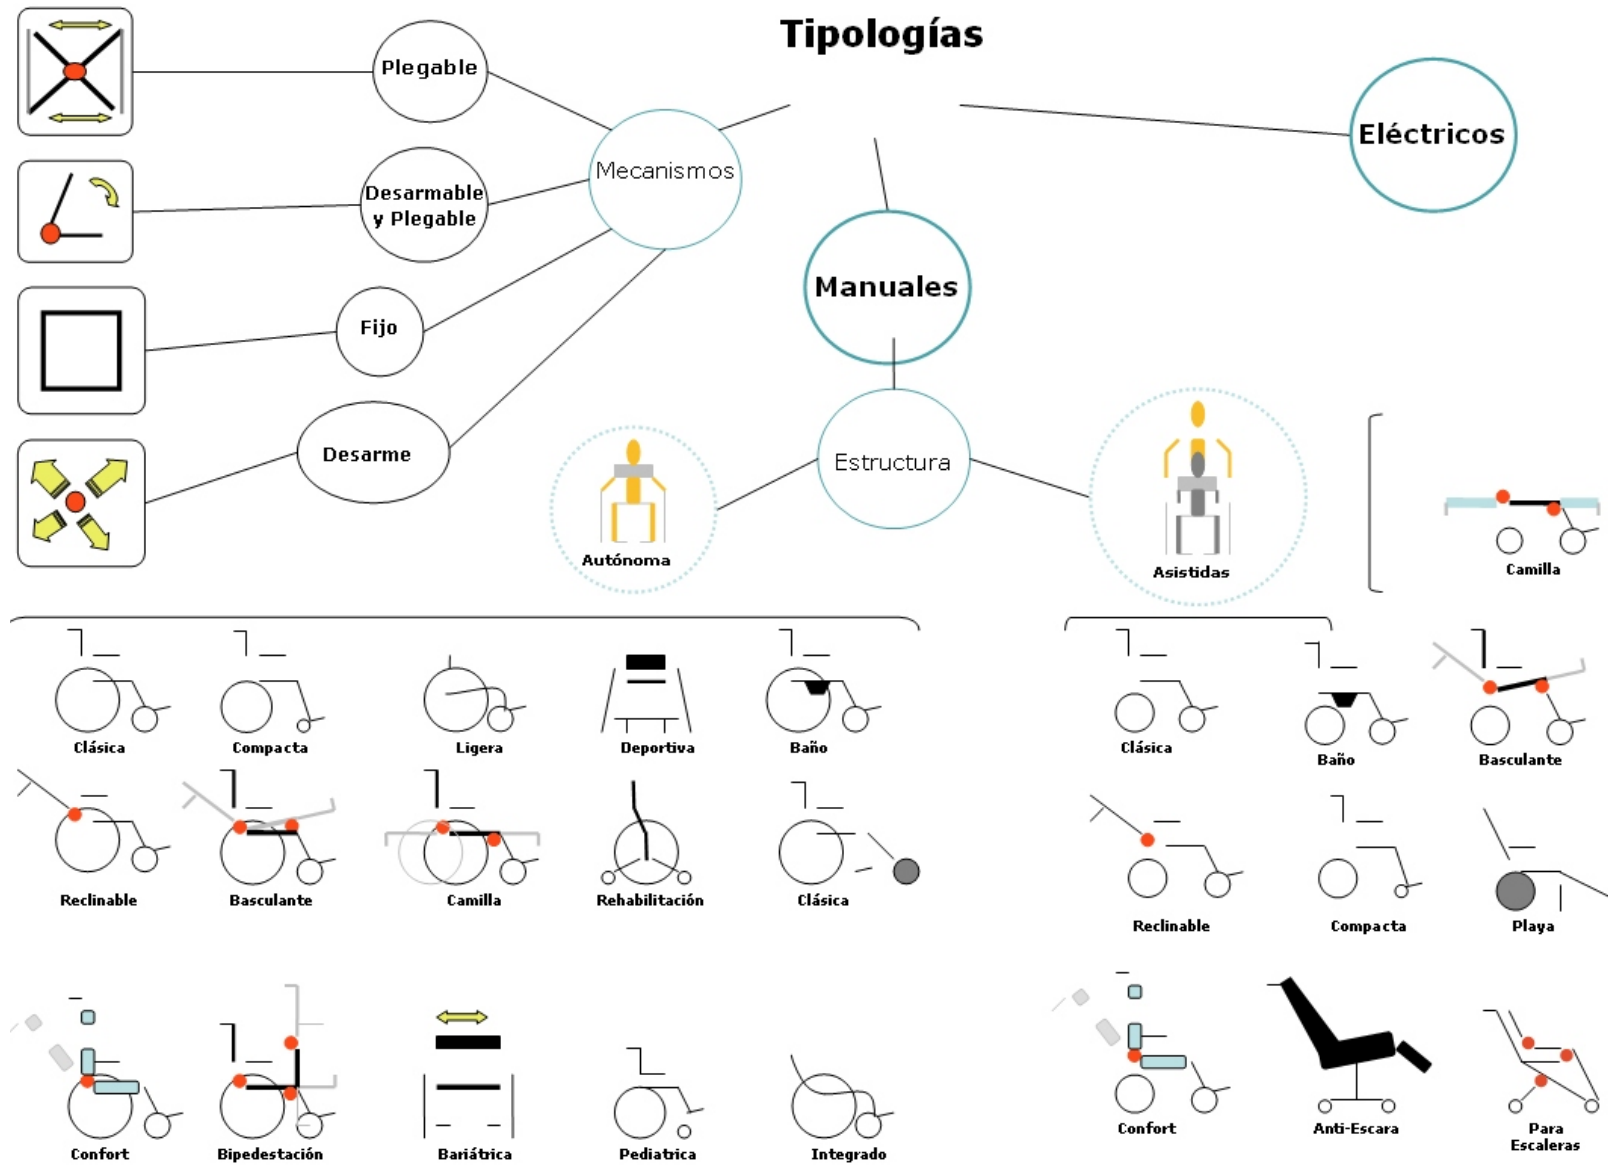 Tipologías
Plegable
Mecanismos
Eléctricos
Desarmable
y Plegable
Manuales
Fijo
Desarme
Estructura
Autónoma
Asistidas
Camilla
Clásica
Compacta
Ligera
Deportiva
Baño
Clásica
Baño
Basculante
Reclinable
Basculante
Camilla
Rehabilitación
Clásica
Reclinable
Compacta
Playa
Confort
Bipedestación
Bariátrica
Pediatrica
Integrado
Confort
Anti-Escara
Para
Escaleras